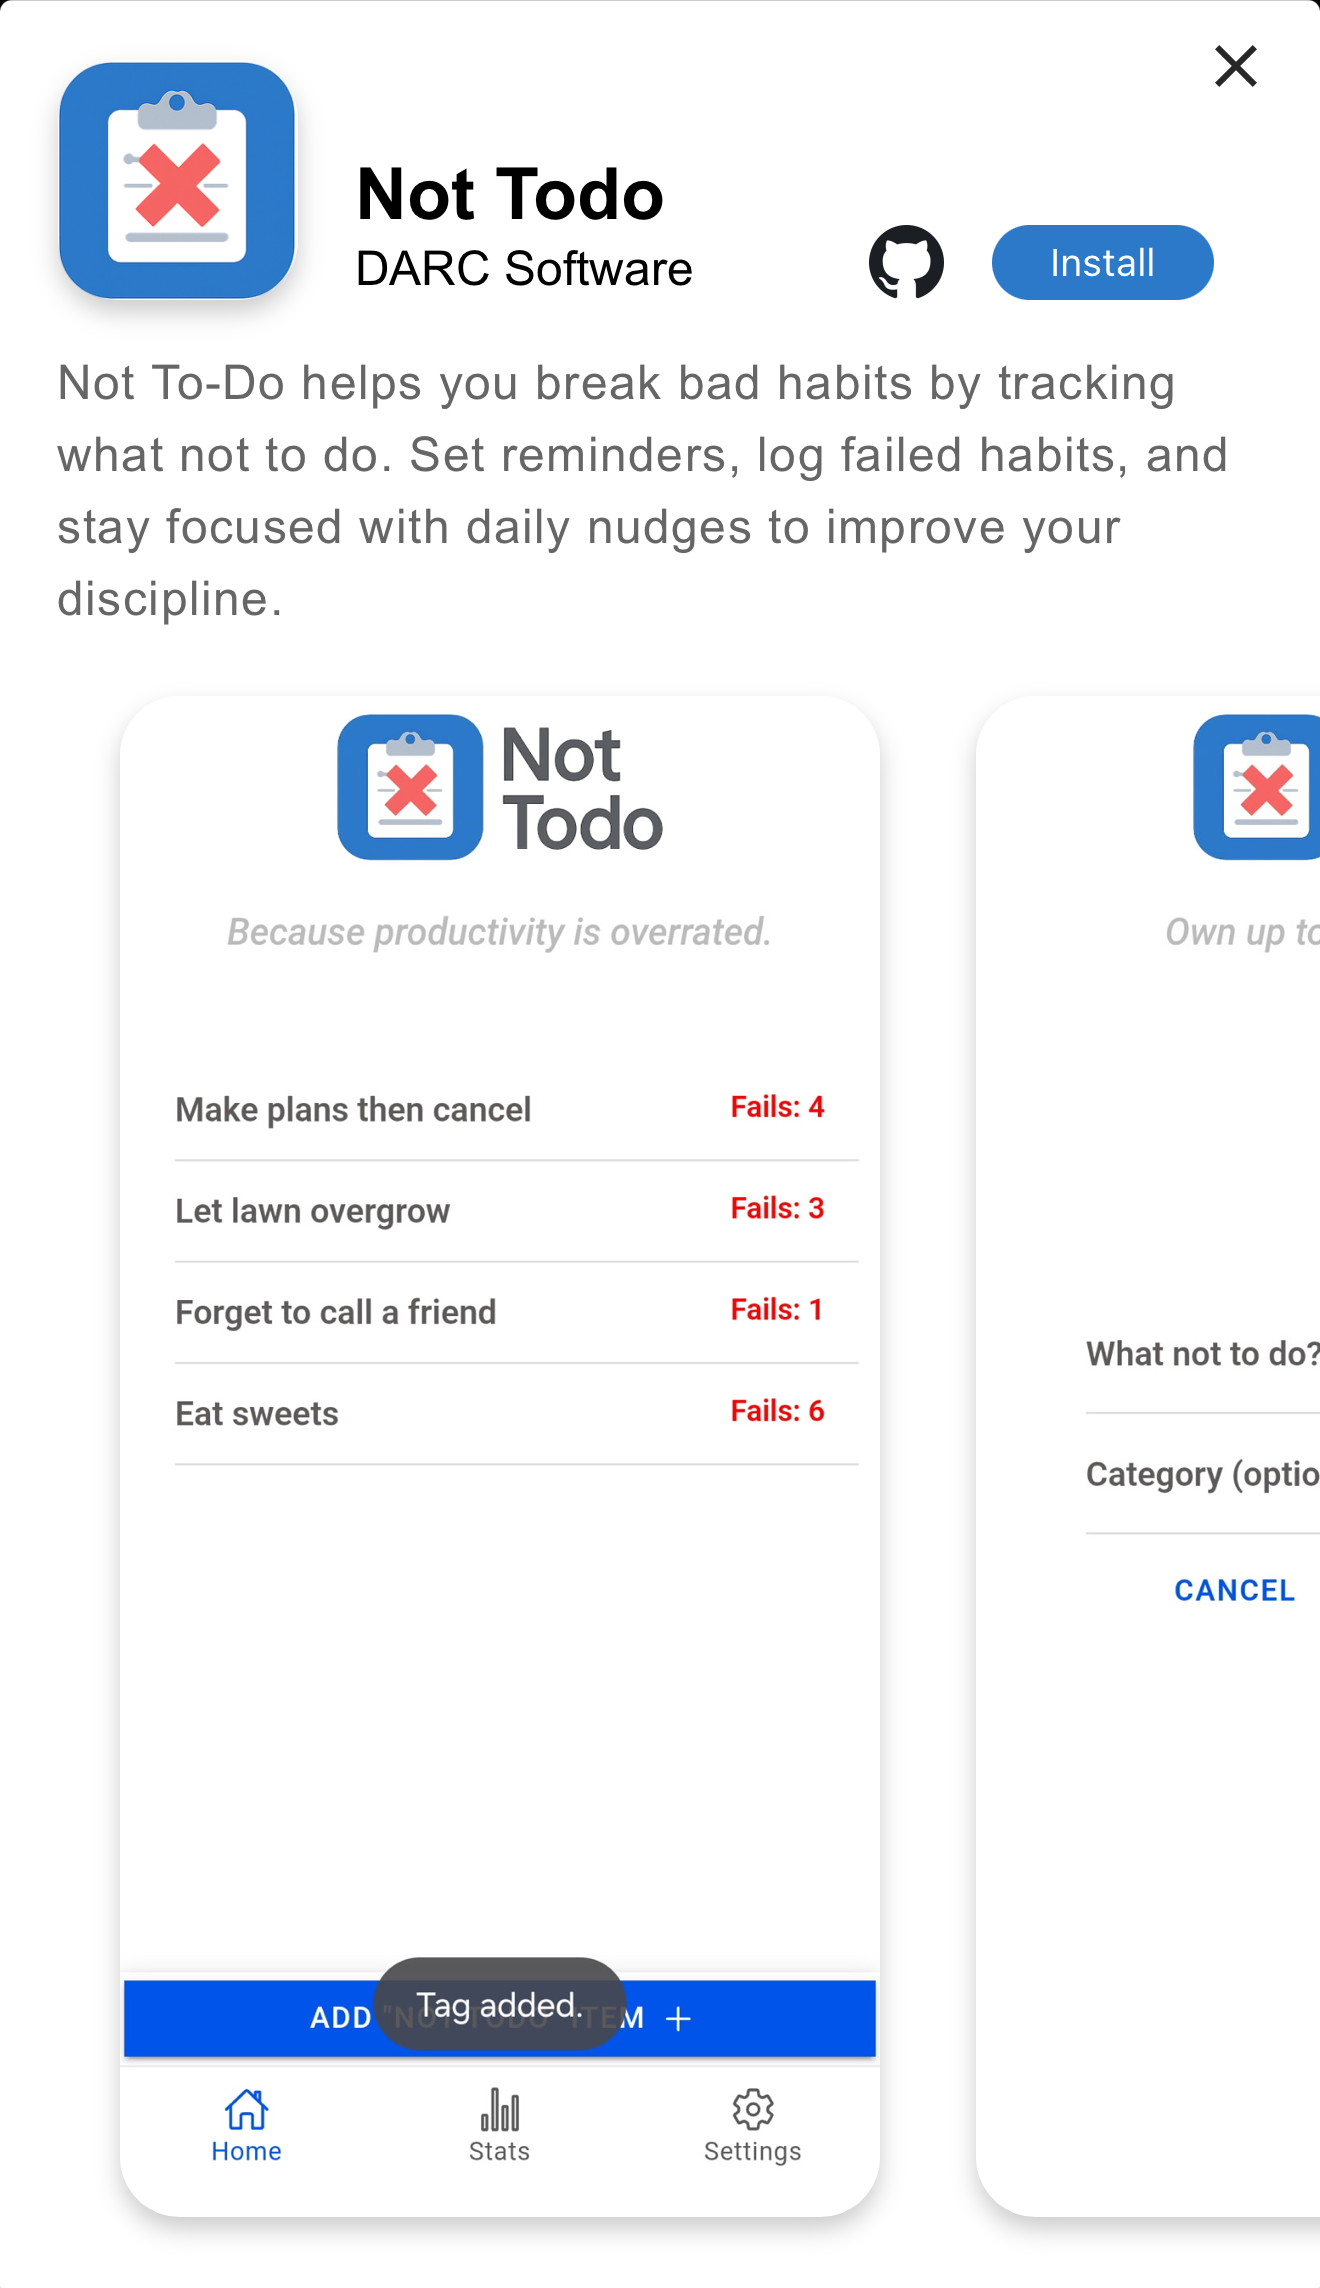 Not Todo
DARC Software
Install
Not To-Do helps you break bad habits by tracking
what not to do. Set reminders, log failed habits, and
stay focused with daily nudges to improve your
discipline.
Not
Todo
Because productivity is overrated.
Make plans then cancel Fails: 4
Let lawn overgrow Fails: 3
Forget to call a friend Fails: 1
Eat sweets Fails: 6
ADD "NOT TODO" ITEM +
Tag added.
Home Stats Settings
Own up to
What not to do?
Category (optio
CANCEL